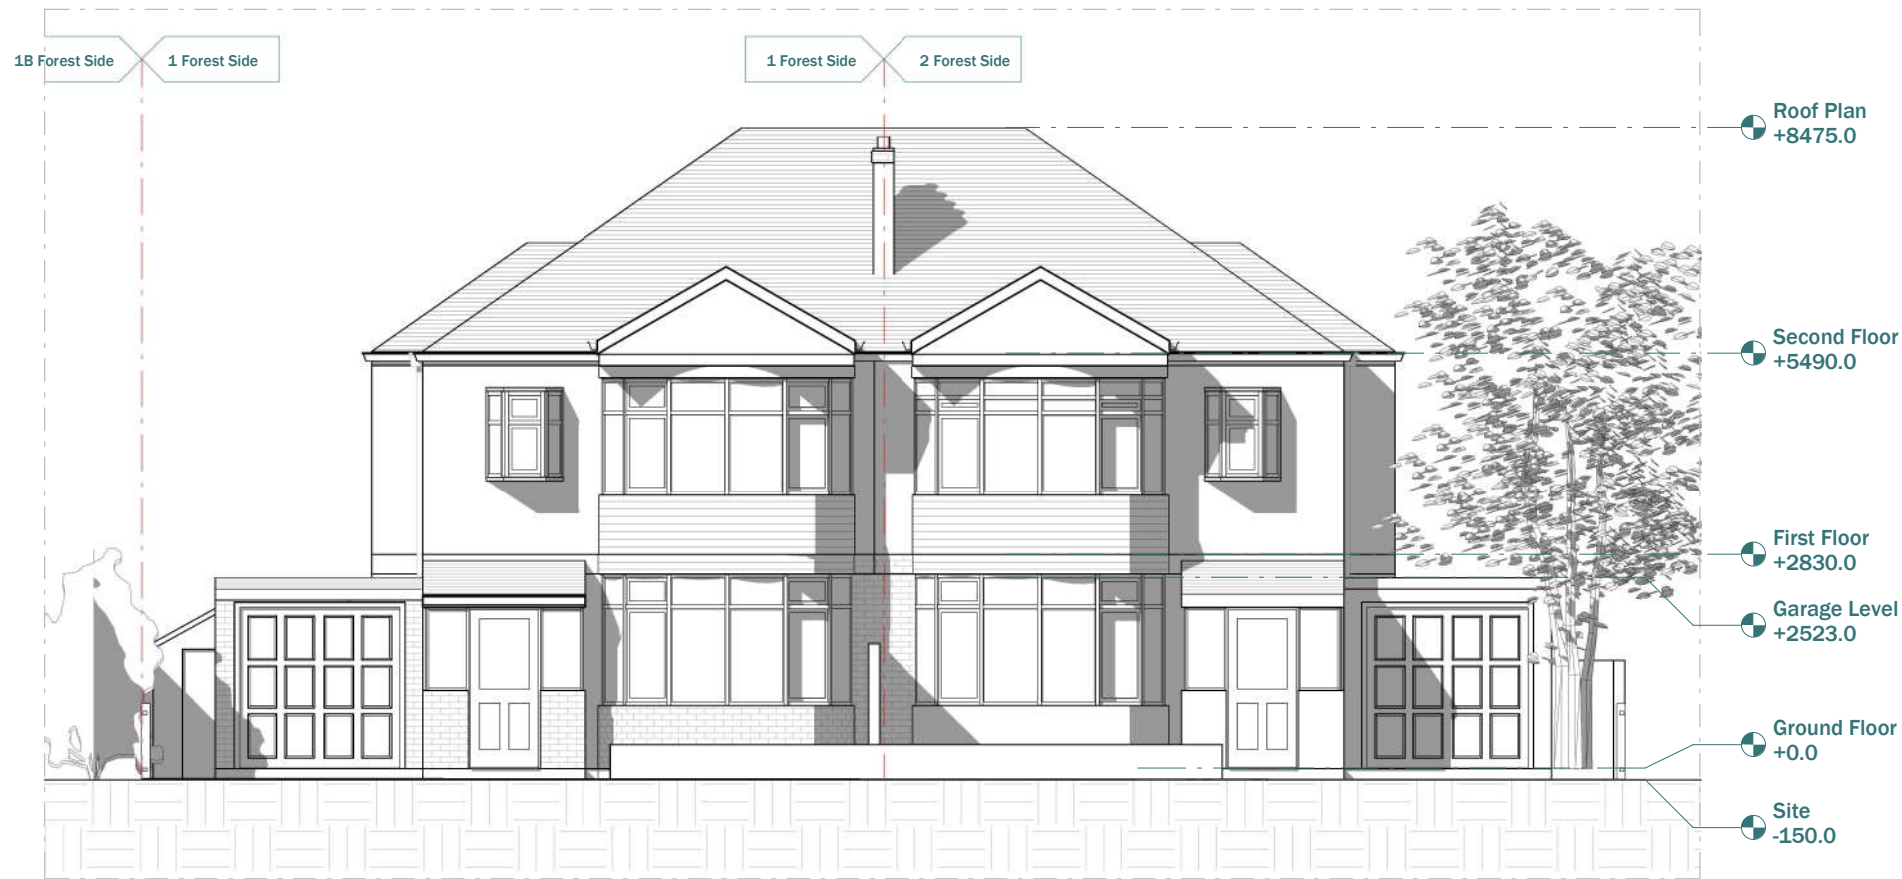 1B Forest Side
1 Forest Side
1 Forest Side
2 Forest Side
Roof Plan
+8475.0
Second Floor
+5490.0
First Floor
+2830.0
Garage Level
+2523.0
Ground Floor
+0.0
Site
-150.0